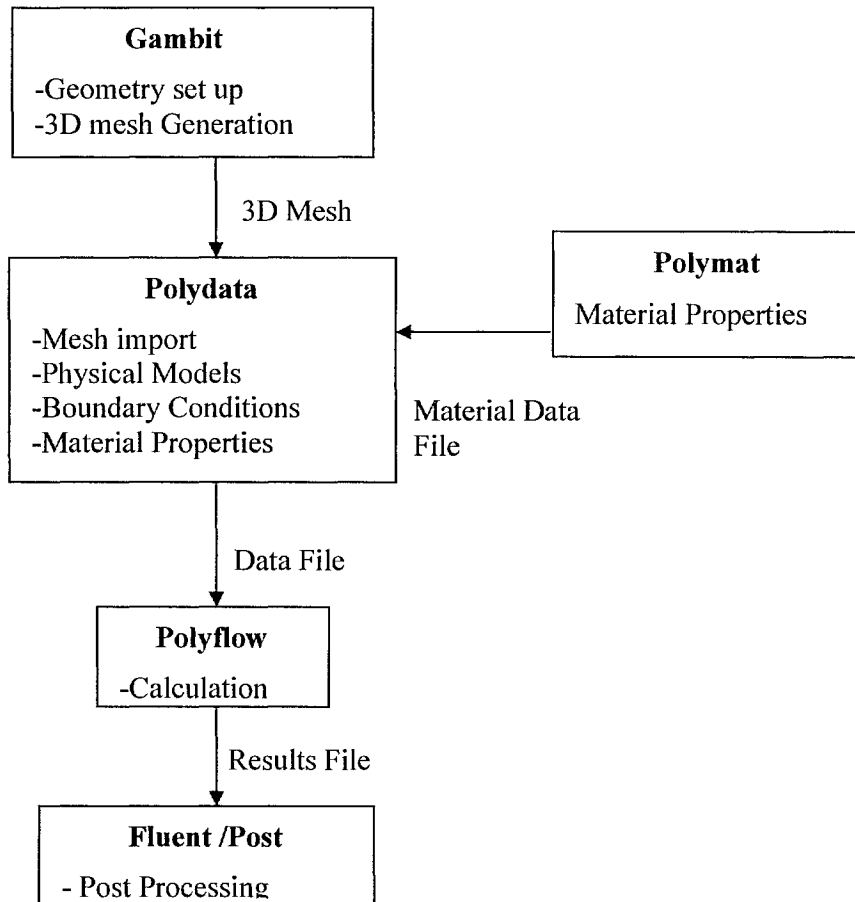 Gambit
-Geometry set up
-3D mesh Generation
3D Mesh
Polydata
-Mesh import
-Physical Models
-Boundary Conditions
-Material Properties
Polymat
Material Properties
Material Data
File
Data File
Polyflow
-Calculation
Results File
Fluent /Post
- Post Processing